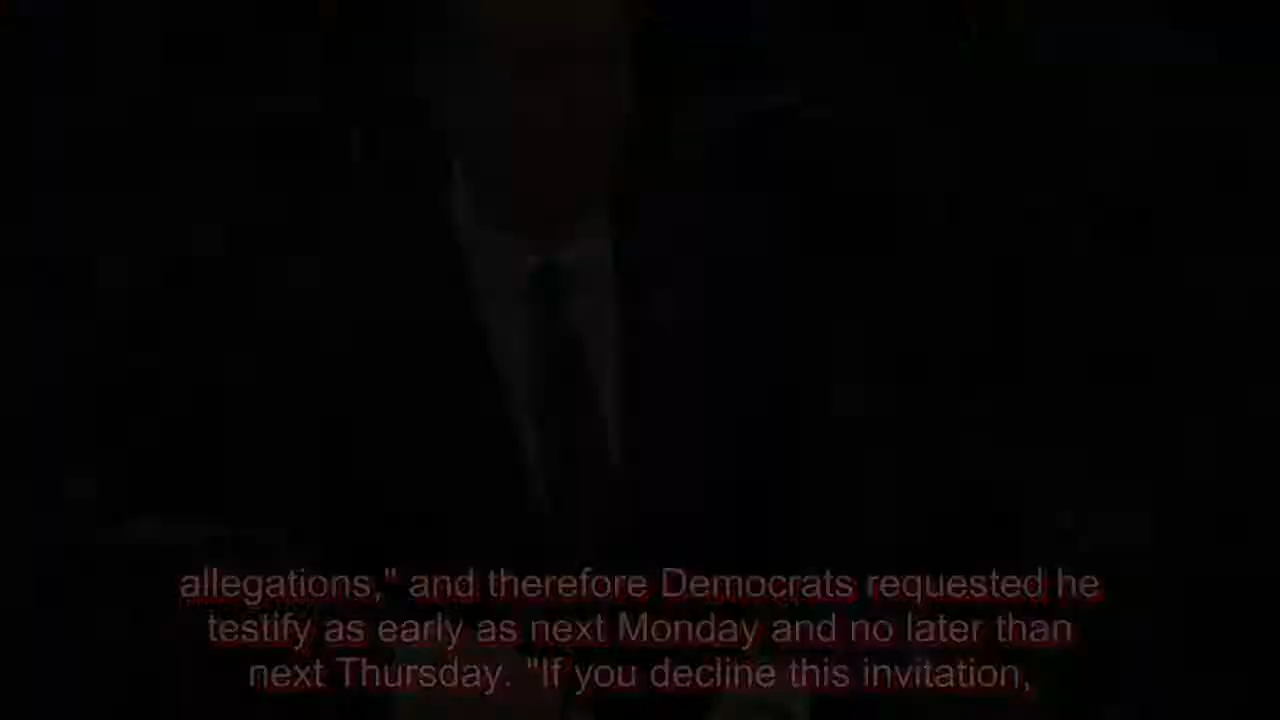 allegations," and therefore Democrats requested he
testify as early as next Monday and no later than
next Thursday. "If you decline this invitation,